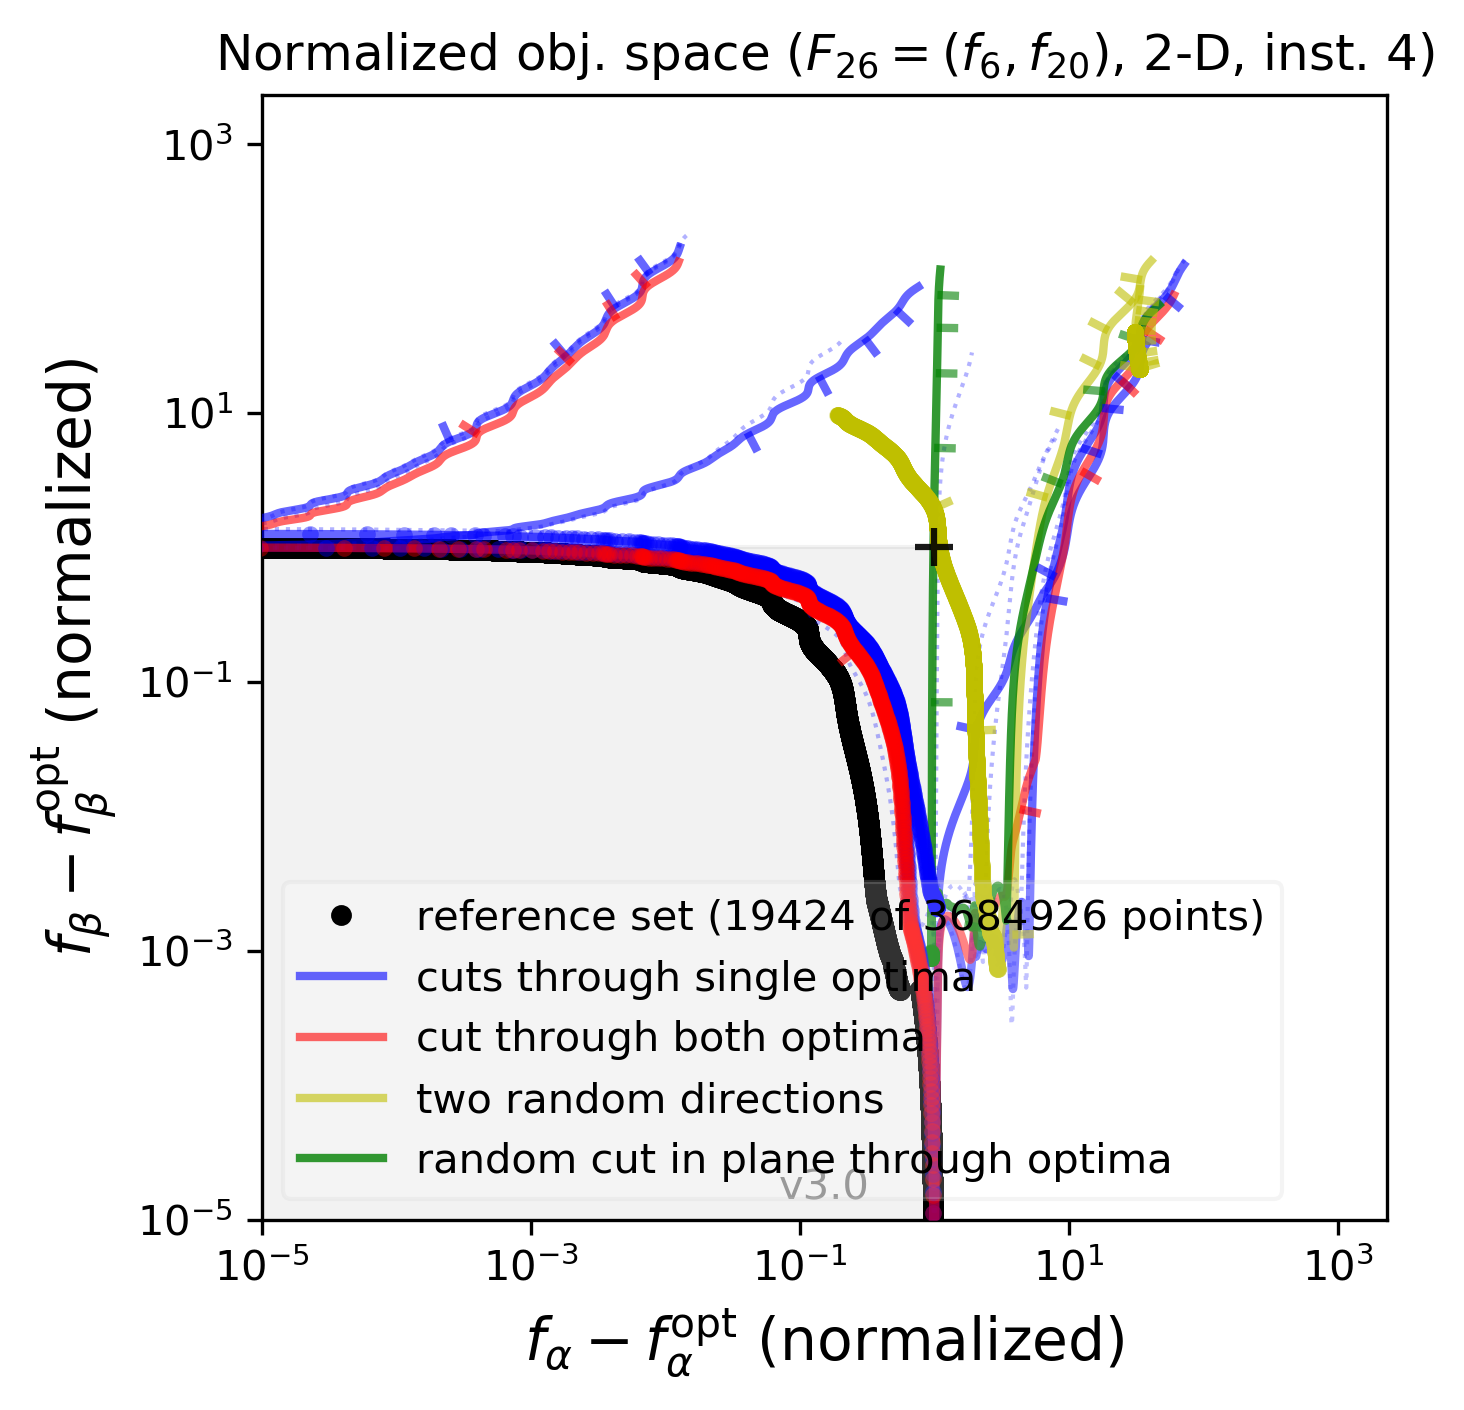 Normalized obj. space ($F_{26} = (f_6, f_{20})$, 2-D, inst. 4)
$10^3$
$10^1$
$10^{-1}$
$10^{-3}$
$10^{-5}$
$f_\beta - f_\beta^{\mathrm{opt}}$ (normalized)
reference set (19424 of 3684926 points)
cuts through single optima
cut through both optima
two random directions
random cut in plane through optima
v3.0
$10^{-5}$ $10^{-3}$ $10^{-1}$ $10^1$ $10^3$
$f_\alpha - f_\alpha^{\mathrm{opt}}$ (normalized)